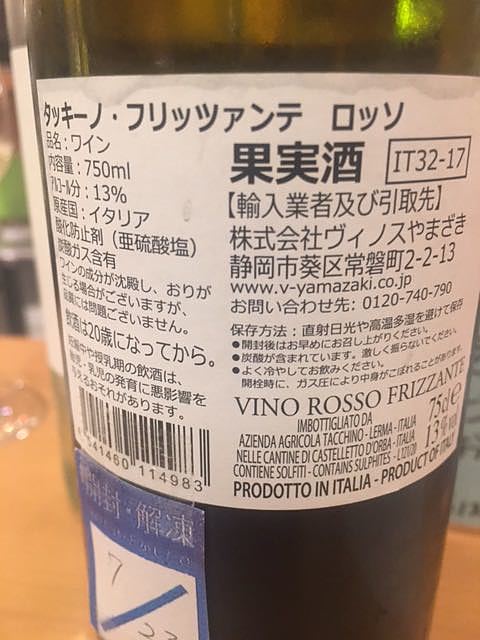 タッキーノ・フリッツァンテ ロッソ
品名：ワイン
内容量：750ml
アルコール分：13%
原産国：イタリア
酸化防止剤（亜硫酸塩）
炭酸ガス含有
ワインの成分が沈殿し、おりが
生じる場合がございますが、
品質には問題ございません。
飲酒は20歳になってから。
妊娠中や授乳期の飲酒は、
胎児・乳児の発育に悪影響を
与えるおそれがあります。
果実酒
IT32-17
【輸入業者及び引取先】
株式会社ヴィノスやまざき
静岡市葵区常磐町2-2-13
www.v-yamazaki.co.jp
お問い合わせ先：0120-740-790
保存方法：直射日光や高温多湿を避けて保存
●開封後はお早めにお召し上がりください。
●炭酸が含まれています。激しく振らないでください。
●よく冷やしてお飲みください。
開栓時に、ガス圧により中身がこぼれることがあります。
VINO ROSSO FRIZZANTE
IMBOTTIGLIATO DA
AZIENDA AGRICOLA TACCHINO - LERMA - ITALIA
NELLE CANTINE DI CASTELLETTO D'ORBA - ITALIA
CONTIENE SOLFITI - CONTAINS SULPHITES - L12120
PRODOTTO IN ITALIA - PRODUCT OF ITALY
75cl e
13% vol
541460 114983
開封・解凍
7
23